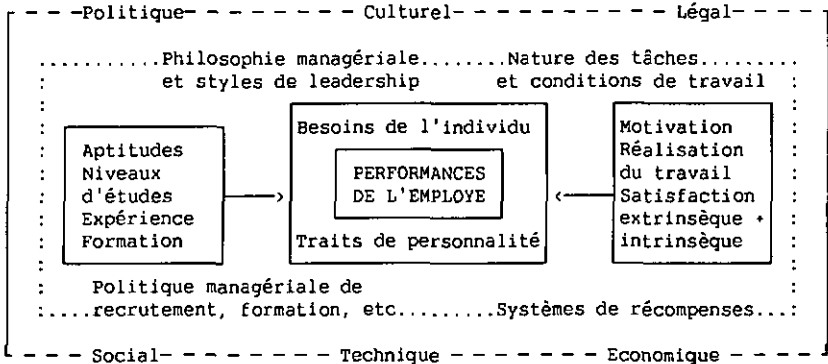 Politique Culturel Légal
Philosophie managériale Nature des tâches
et styles de leadership et conditions de travail
Besoins de l'individu
Aptitudes
Niveaux
d'études
Expérience
Formation
PERFORMANCES
DE L'EMPLOYE
Traits de personnalité
Motivation
Réalisation
du travail
Satisfaction
extrinsèque +
intrinsèque
Politique managériale de
recrutement, formation, etc Systèmes de récompenses
Social Technique Economique